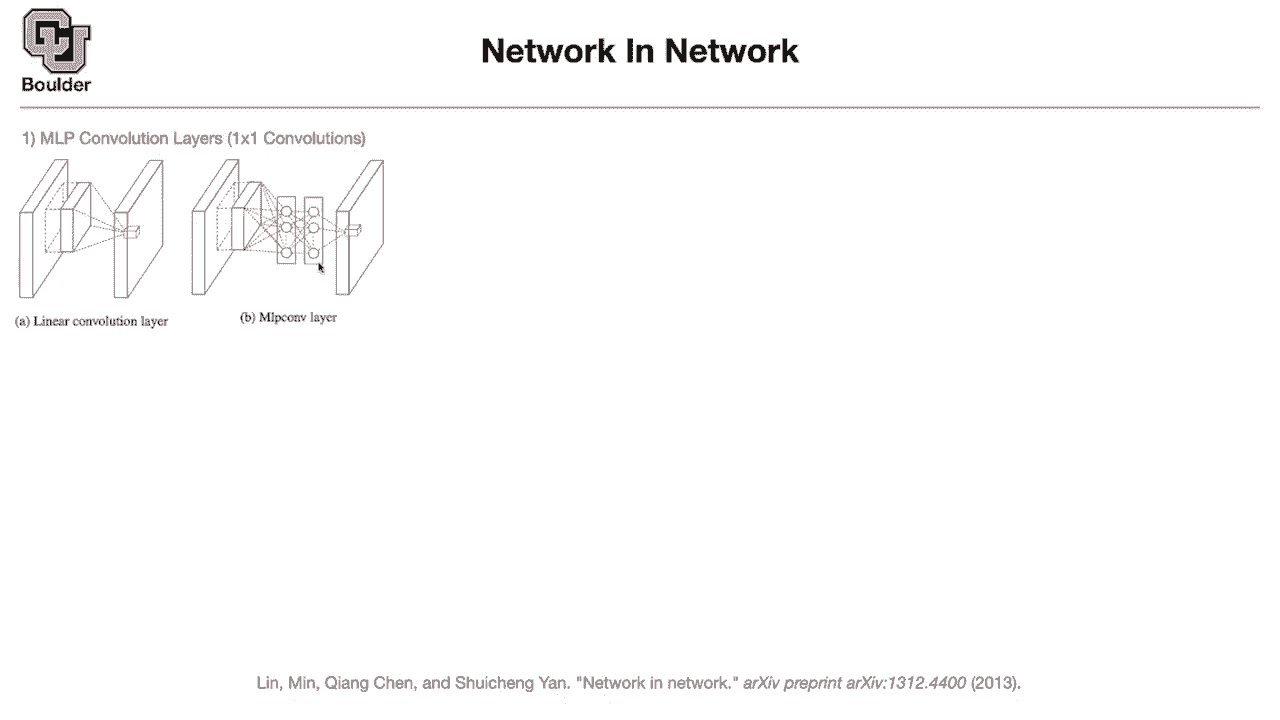 Boulder
Network In Network
1) MLP Convolution Layers (1x1 Convolutions)
(a) Linear convolution layer
(b) Mlpconv layer
Lin, Min, Qiang Chen, and Shuicheng Yan. "Network in network." arXiv preprint arXiv:1312.4400 (2013).